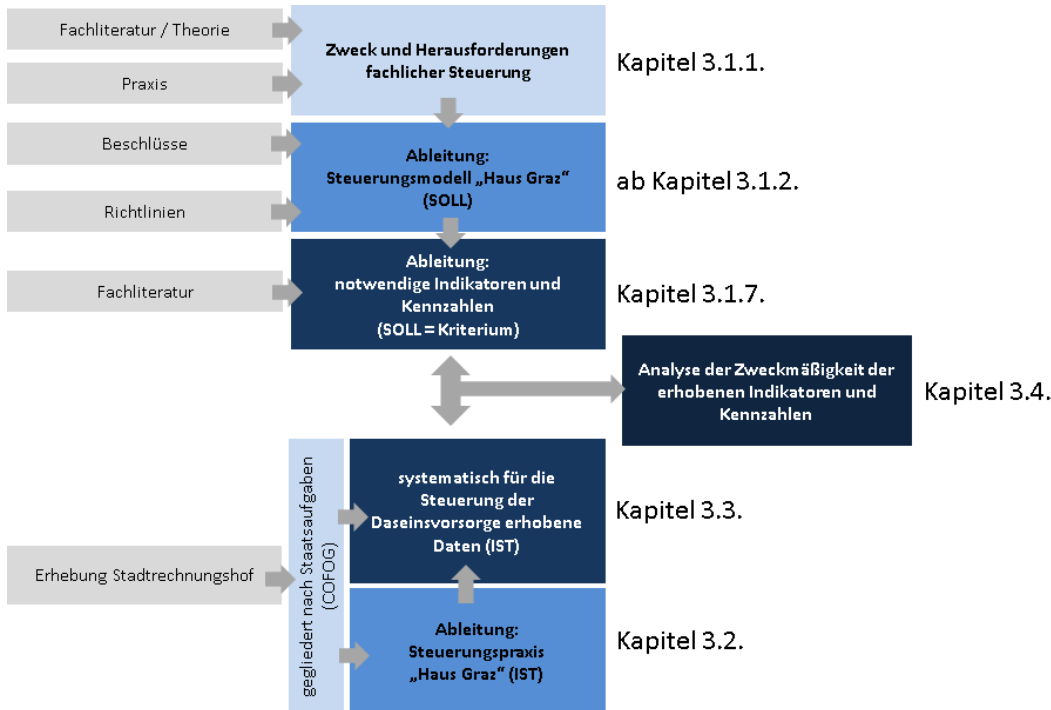 Fachliteratur / Theorie
Praxis
Zweck und Herausforderungen
fachlicher Steuerung
Kapitel 3.1.1.
Beschlüsse
Richtlinien
Ableitung:
Steuerungsmodell „Haus Graz“
(SOLL)
ab Kapitel 3.1.2.
Fachliteratur
Ableitung:
notwendige Indikatoren und
Kennzahlen
(SOLL = Kriterium)
Kapitel 3.1.7.
Analyse der Zweckmäßigkeit der
erhobenen Indikatoren und
Kennzahlen
Kapitel 3.4.
Erhebung Stadtrechnungshof
gegliedert nach Staatsaufgaben
(COFOG)
systematisch für die
Steuerung der
Daseinsvorsorge erhobene
Daten (IST)
Kapitel 3.3.
Ableitung:
Steuerungspraxis
„Haus Graz“ (IST)
Kapitel 3.2.